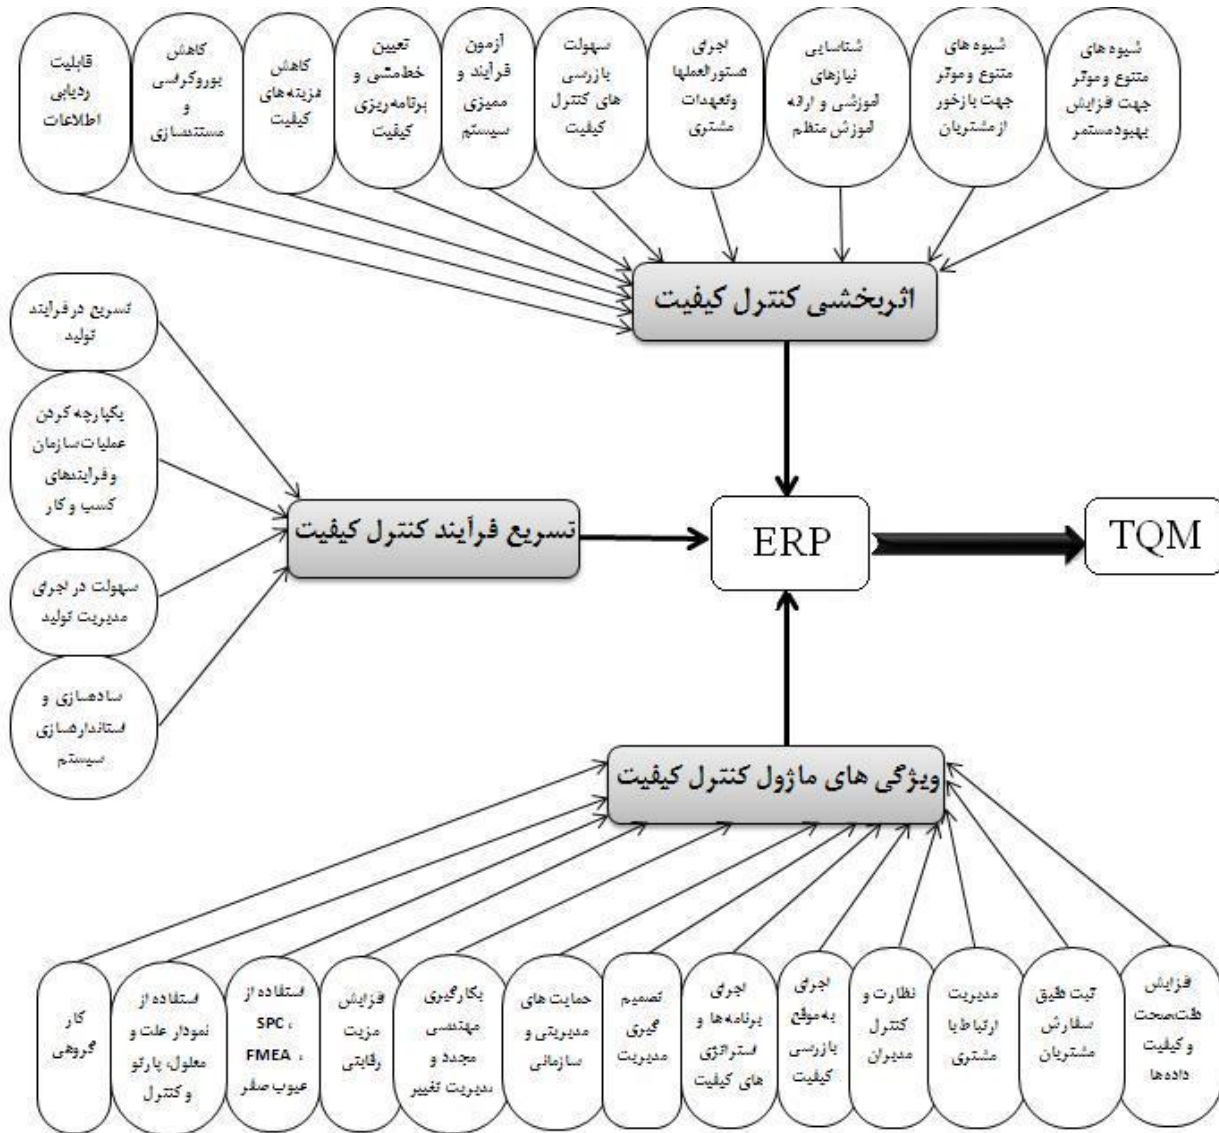 شیوه های
متنوع و موثر
جهت افزایش
بهبود مستمر
شیوه های
متنوع و موثر
جهت بازخور
از مشتریان
شناسایی
نیازهای
آموزشی و ارائه
آموزش منظم
اجرای
دستورالعملها
وتعهدات
مشتری
سهولت
بازرسی
های کنترل
کیفیت
آزمون
فرآیند و
ممیزی
سیستم
تعیین
خط‌مشی و
برنامه‌ریزی
کیفیت
کاهش
هزینه‌های
کیفیت
کاهش
بوروکراسی
و
مستندسازی
قابلیت
ردیابی
اطلاعات
اثربخشی کنترل کیفیت
تسریع در فرایند
تولید
یکپارچه کردن
عملیات سازمان
و فرآیندهای
کسب و کار
سهولت در اجرای
مدیریت تولید
ساده‌سازی و
استانداردسازی
سیستم
تسریع فرآیند کنترل کیفیت
ERP
TQM
ویژگی های ماژول کنترل کیفیت
افزایش
دقت،صحت
و کیفیت
داده‌ها
ثبت دقیق
سفارش
مشتریان
مدیریت
ارتباط با
مشتری
نظارت و
کنترل
مدیران
اجرای
به‌موقع
بازرسی
کیفیت
اجرای
برنامه‌ها و
استراتژی
های کیفیت
تصمیم
گیری
مدیریت
حمایت های
مدیریتی و
سازمانی
بکارگیری
مهندسی
مجدد و
مدیریت تغییر
افزایش
مزیت
رقابتی
استفاده از
SPC ،
FMEA ،
عیوب صفر
استفاده از
نمودار علت و
معلول، پارتو
و کنترل
کار
گروهی